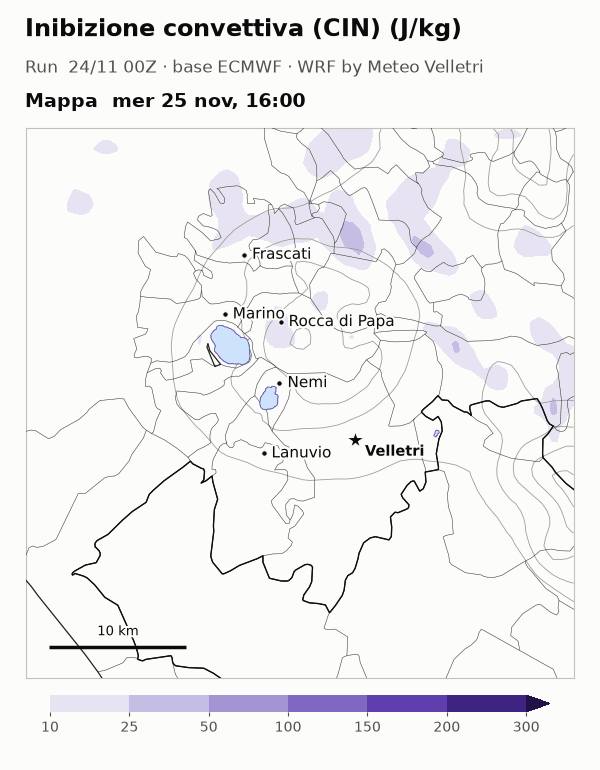 Inibizione convettiva (CIN) (J/kg)
Run 24/11 00Z · base ECMWF · WRF by Meteo Velletri
Mappa mer 25 nov, 16:00
Frascati
Marino
Rocca di Papa
Nemi
Velletri
Lanuvio
10 km
10 25 50 100 150 200 300